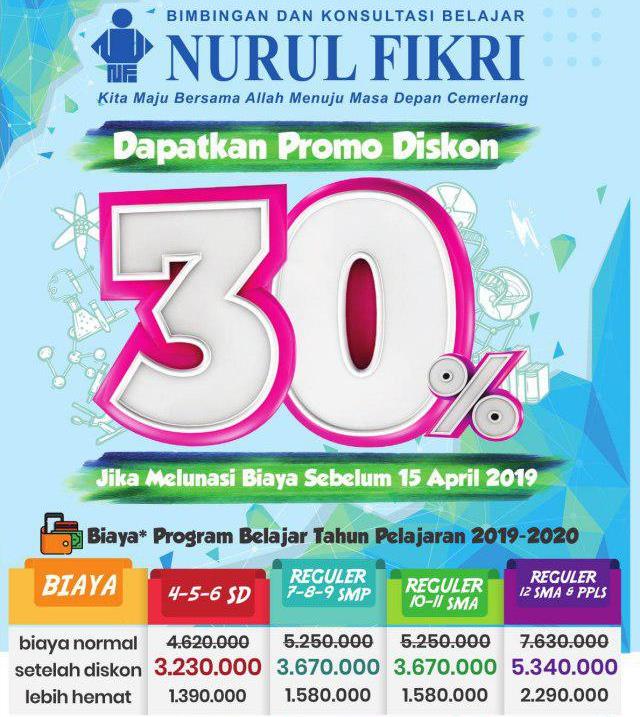 BIMBINGAN DAN KONSULTASI BELAJAR
NF
NURUL FIKRI
Kita Maju Bersama Allah Menuju Masa Depan Cemerlang
Dapatkan Promo Diskon
30%
Jika Melunasi Biaya Sebelum 15 April 2019
Biaya* Program Belajar Tahun Pelajaran 2019-2020
BIAYA 4-5-6 SD REGULER 7-8-9 SMP REGULER 10-11 SMA REGULER 12 SMA & PPLS
biaya normal 4.620.000 5.250.000 5.250.000 7.630.000
setelah diskon 3.230.000 3.670.000 3.670.000 5.340.000
lebih hemat 1.390.000 1.580.000 1.580.000 2.290.000